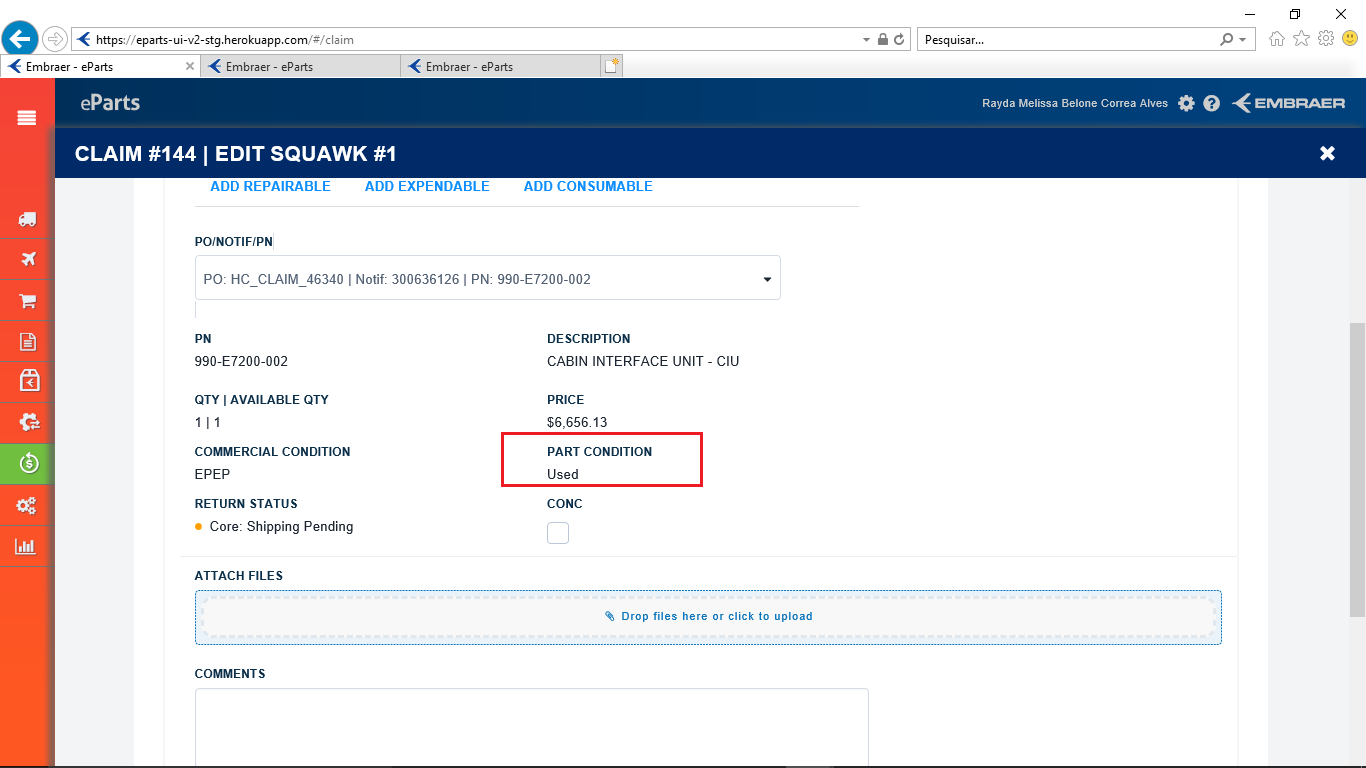 https://eparts-ui-v2-stg.herokuapp.com/#/claim
Pesquisar...
Embraer - eParts
Embraer - eParts
Embraer - eParts
eParts
Rayda Melissa Belone Correa Alves
EMBRAER
CLAIM #144 | EDIT SQUAWK #1
ADD REPAIRABLE ADD EXPENDABLE ADD CONSUMABLE
PO/NOTIF/PN
PO: HC_CLAIM_46340 | Notif: 300636126 | PN: 990-E7200-002
PN
990-E7200-002
DESCRIPTION
CABIN INTERFACE UNIT - CIU
QTY | AVAILABLE QTY
1 | 1
PRICE
$6,656.13
COMMERCIAL CONDITION
EPEP
PART CONDITION
Used
RETURN STATUS
Core: Shipping Pending
CONC
ATTACH FILES
Drop files here or click to upload
COMMENTS